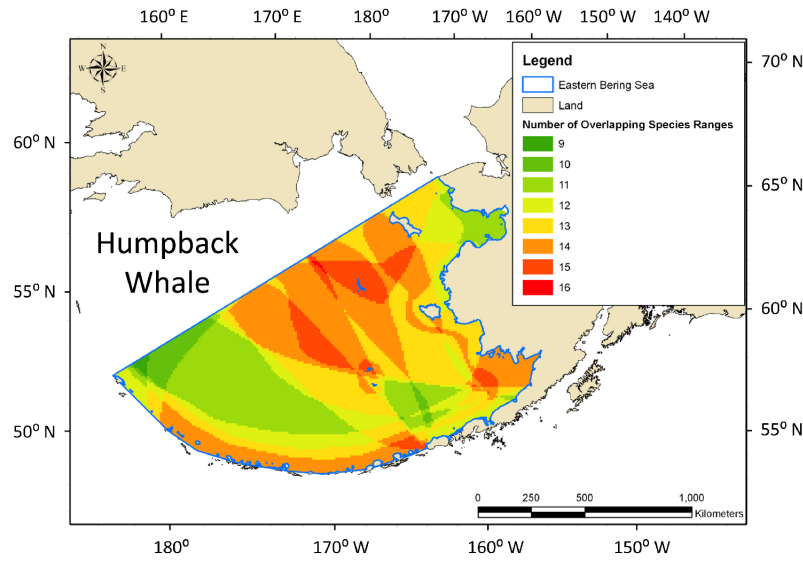 160° E 170° E 180° 170° W 160° W 150° W 140° W
70° N
N
W E
S
60° N
65° N
Humpback
Whale
55° N
60° N
50° N
55° N
Legend
Eastern Bering Sea
Land
Number of Overlapping Species Ranges
9
10
11
12
13
14
15
16
0 250 500 1,000
Kilometers
180° 170° W 160° W 150° W